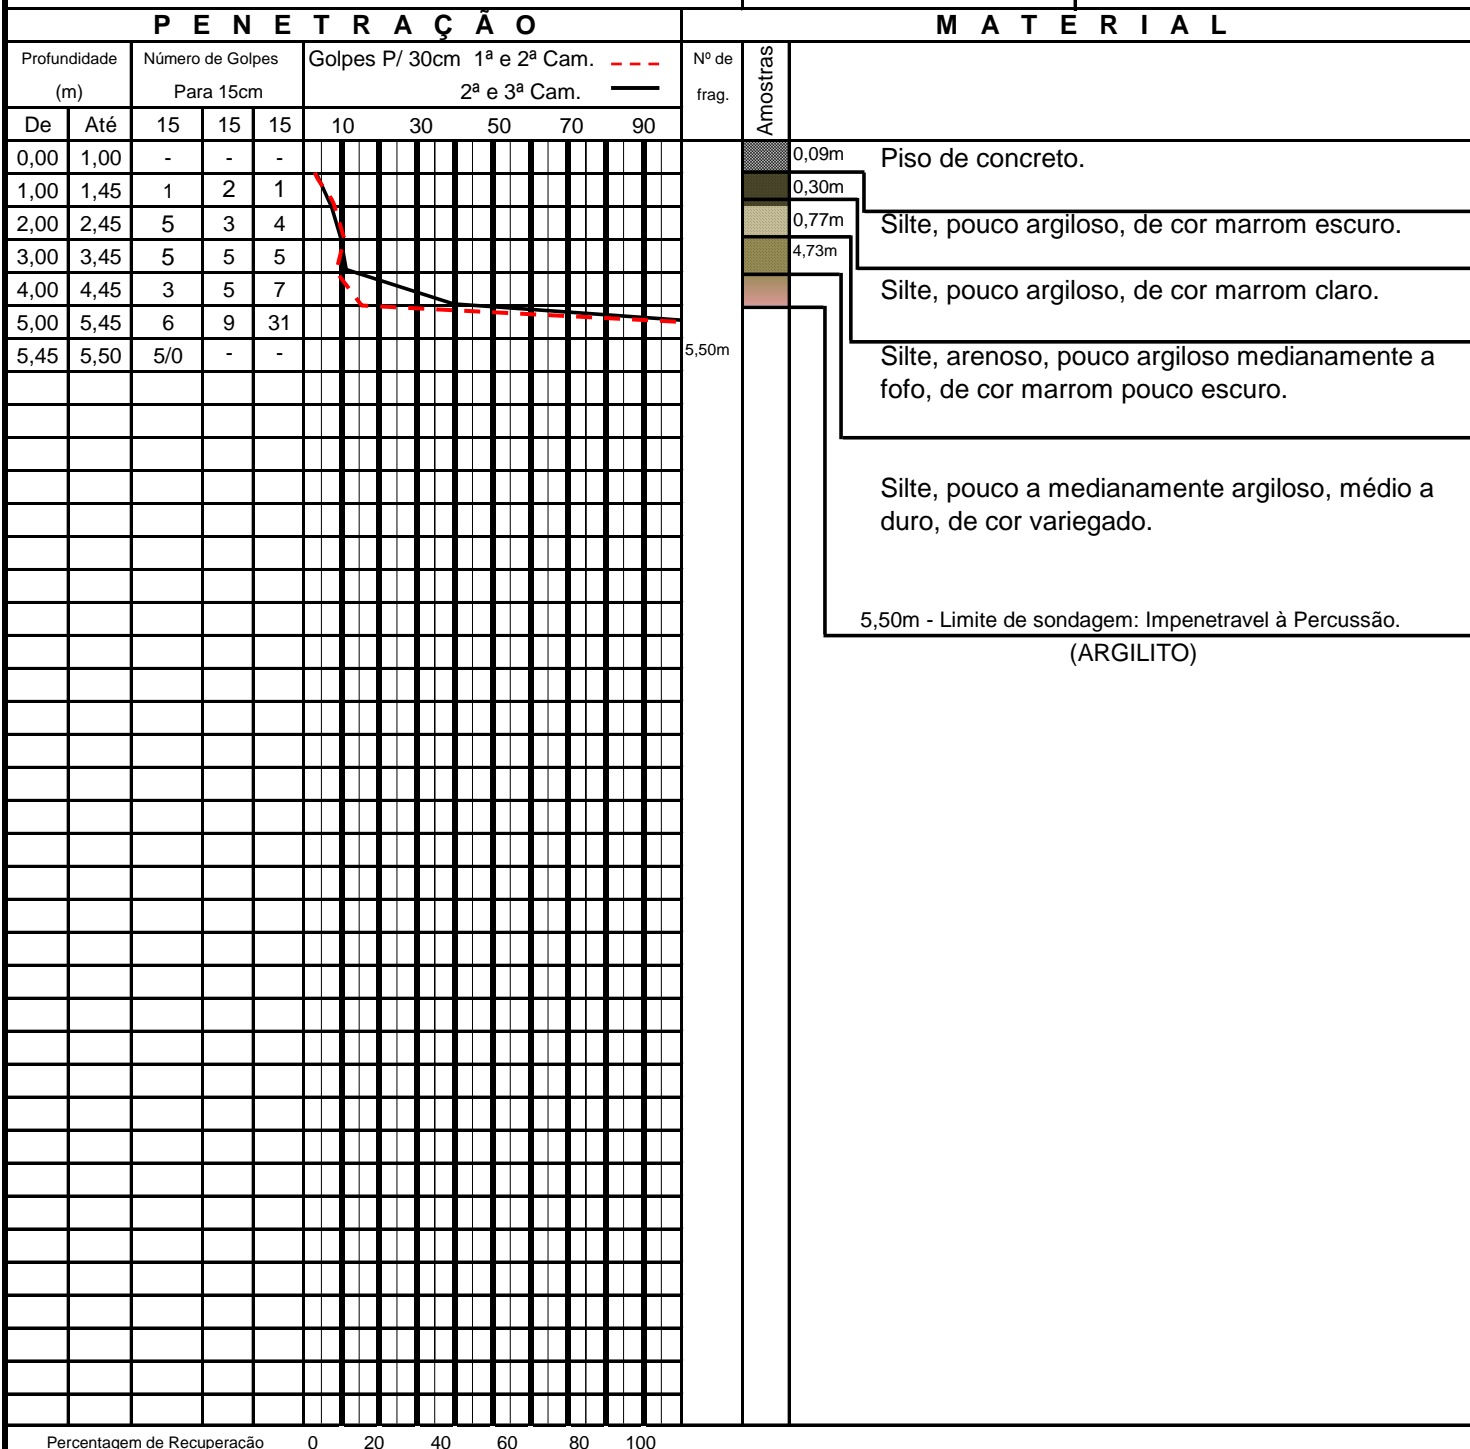 P E N E T R A Ç Ã O M A T E R I A L
Profundidade (m)
Número de Golpes Para 15cm
Golpes P/ 30cm 1ª e 2ª Cam.
2ª e 3ª Cam.
Nº de frag.
Amostras
De Até 15 15 15 10 30 50 70 90
0,00 1,00 - - -
1,00 1,45 1 2 1
2,00 2,45 5 3 4
3,00 3,45 5 5 5
4,00 4,45 3 5 7
5,00 5,45 6 9 31
5,45 5,50 5/0 - -
5,50m
0,09m
0,30m
0,77m
4,73m
Piso de concreto.
Silte, pouco argiloso, de cor marrom escuro.
Silte, pouco argiloso, de cor marrom claro.
Silte, arenoso, pouco argiloso medianamente a
fofo, de cor marrom pouco escuro.
Silte, pouco a medianamente argiloso, médio a
duro, de cor variegado.
5,50m - Limite de sondagem: Impenetravel à Percussão.
(ARGILITO)
Percentagem de Recuperação 0 20 40 60 80 100